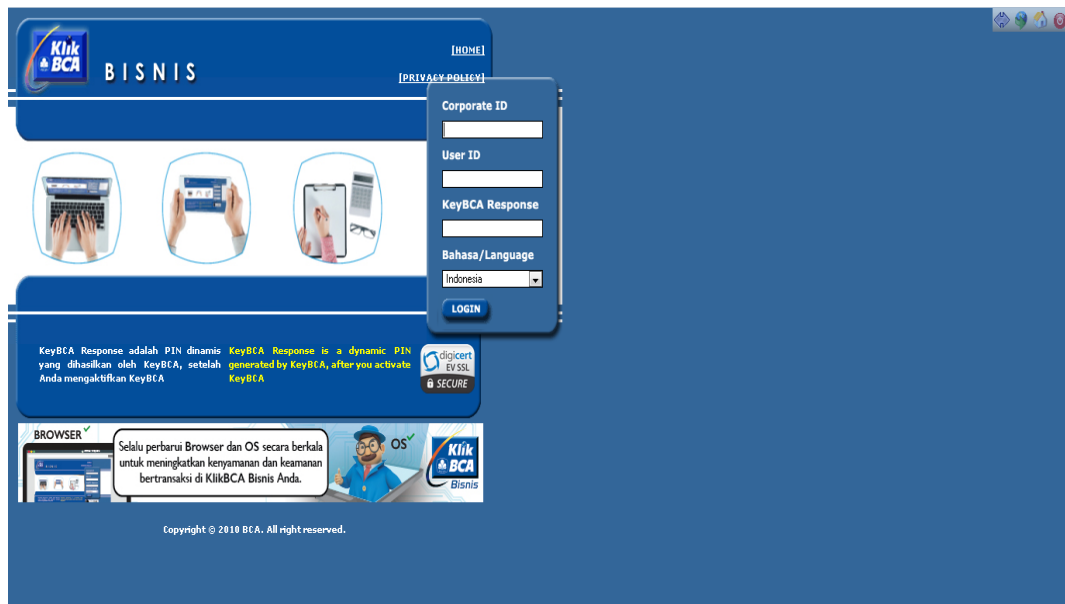 Klik
BCA
BISNIS
[HOME]
[PRIVACY POLICY]
Corporate ID
User ID
KeyBCA Response
Bahasa/Language
Indonesia
LOGIN
KeyBCA Response adalah PIN dinamis
yang dihasilkan oleh KeyBCA, setelah
Anda mengaktifkan KeyBCA
KeyBCA Response is a dynamic PIN
generated by KeyBCA, after you activate
KeyBCA
digicert
EV SSL
SECURE
BROWSER
Selalu perbarui Browser dan OS secara berkala
untuk meningkatkan kenyamanan dan keamanan
bertransaksi di KlikBCA Bisnis Anda.
OS
Klik
BCA
Bisnis
Copyright © 2010 BCA. All right reserved.